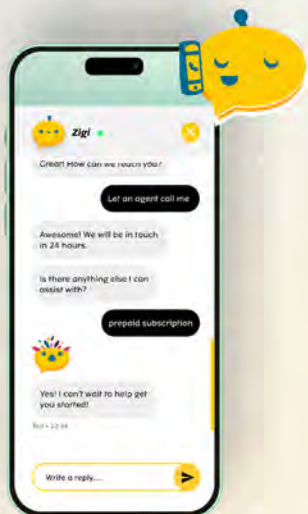 Zigi
Great! How can we reach you?
Let an agent call me
Awesome! We will be in touch
in 24 hours.
Is there anything else I can
assist with?
prepaid subscription
Yes! I can't wait to help get
you started!
Write a reply...